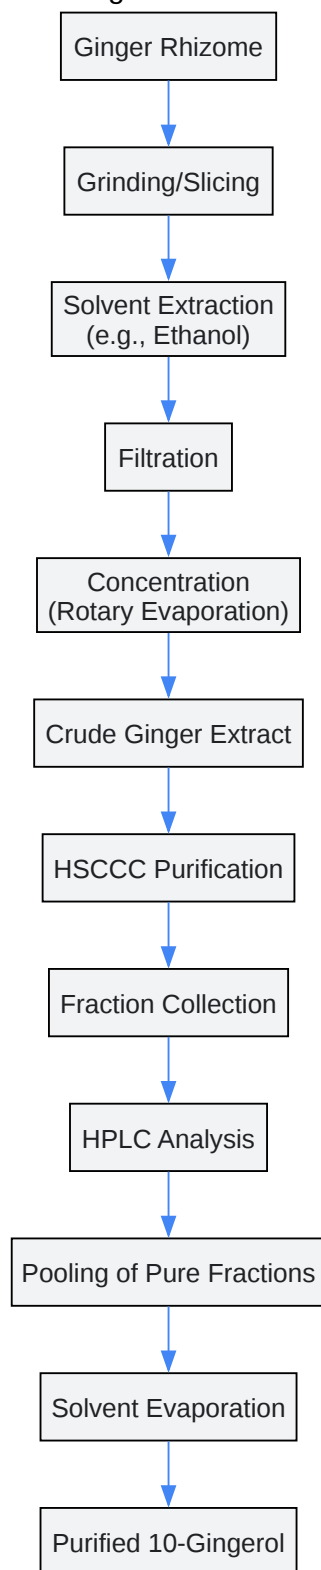 Ginger Rhizome
Grinding/Slicing
Solvent Extraction
(e.g., Ethanol)
Filtration
Concentration
(Rotary Evaporation)
Crude Ginger Extract
HSCCC Purification
Fraction Collection
HPLC Analysis
Pooling of Pure Fractions
Solvent Evaporation
Purified 10-Gingerol